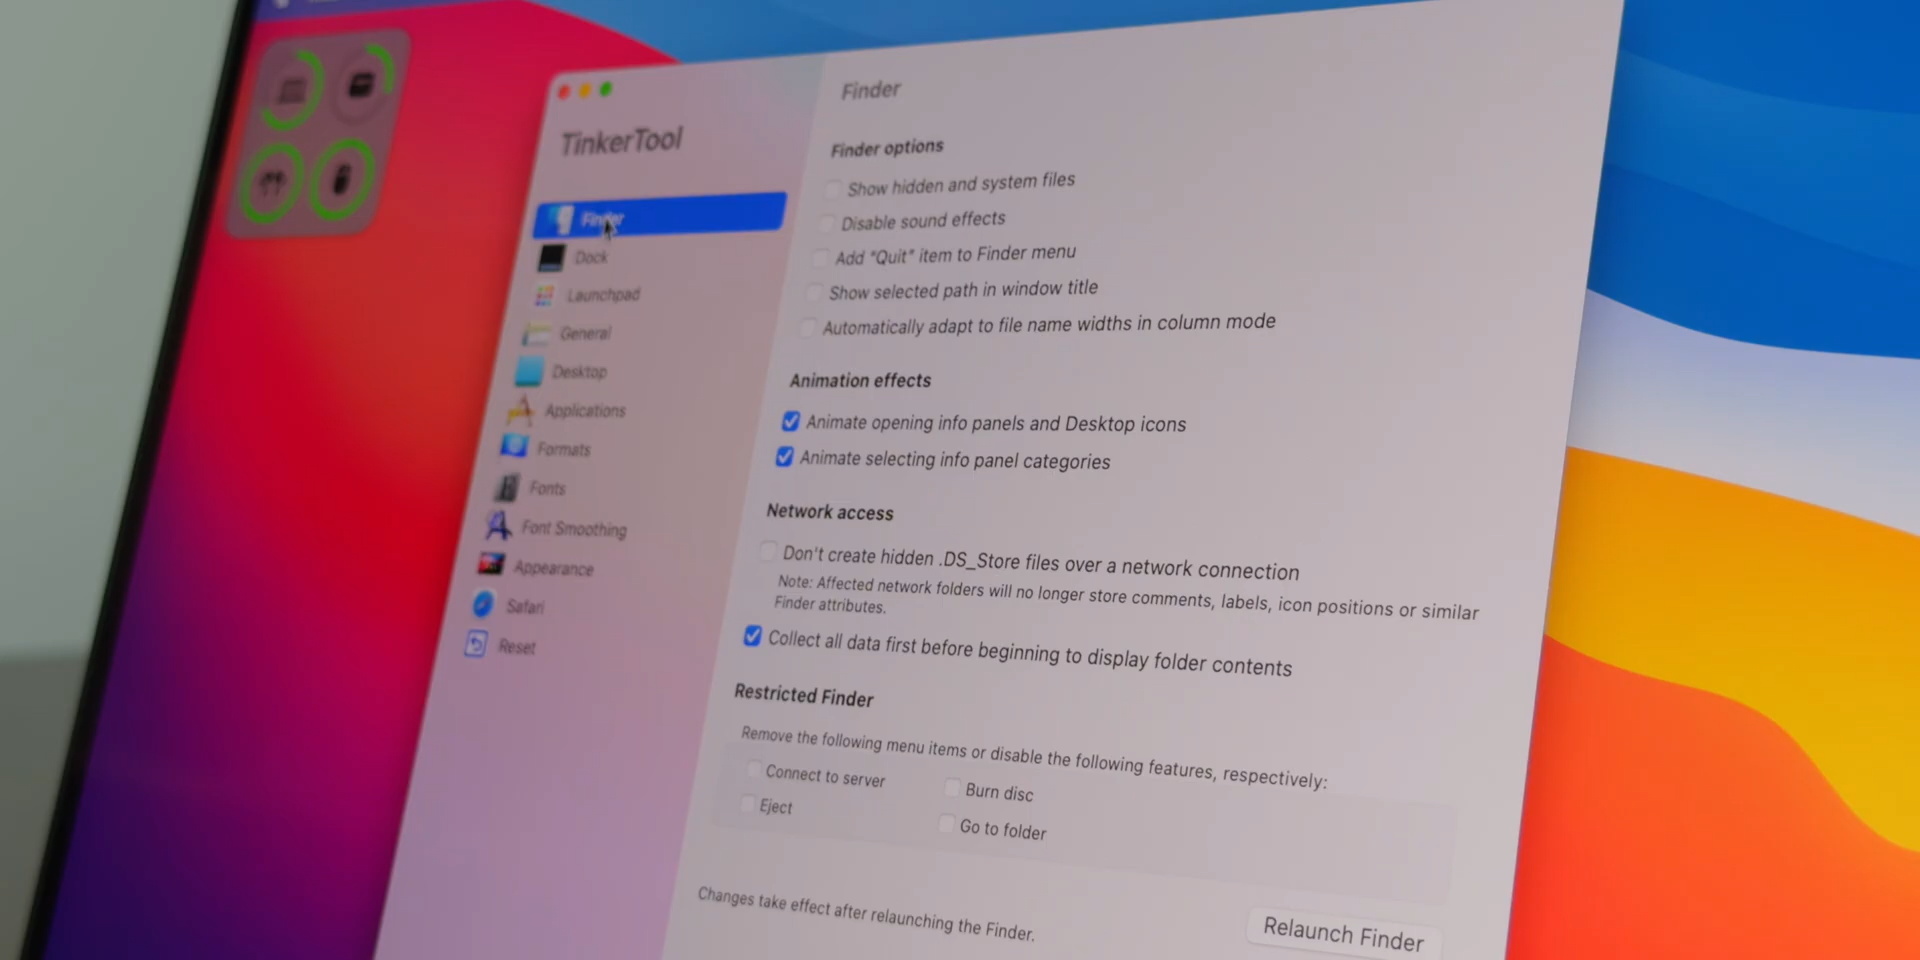 TinkerTool
Finder
Dock
Launchpad
General
Desktop
Applications
Formats
Fonts
Font Smoothing
Appearance
Safari
Reset
Finder
Finder options
Show hidden and system files
Disable sound effects
Add "Quit" item to Finder menu
Show selected path in window title
Automatically adapt to file name widths in column mode
Animation effects
Animate opening info panels and Desktop icons
Animate selecting info panel categories
Network access
Don't create hidden .DS_Store files over a network connection
Note: Affected network folders will no longer store comments, labels, icon positions or similar
Finder attributes.
Collect all data first before beginning to display folder contents
Restricted Finder
Remove the following menu items or disable the following features, respectively:
Connect to server
Burn disc
Eject
Go to folder
Changes take effect after relaunching the Finder.
Relaunch Finder